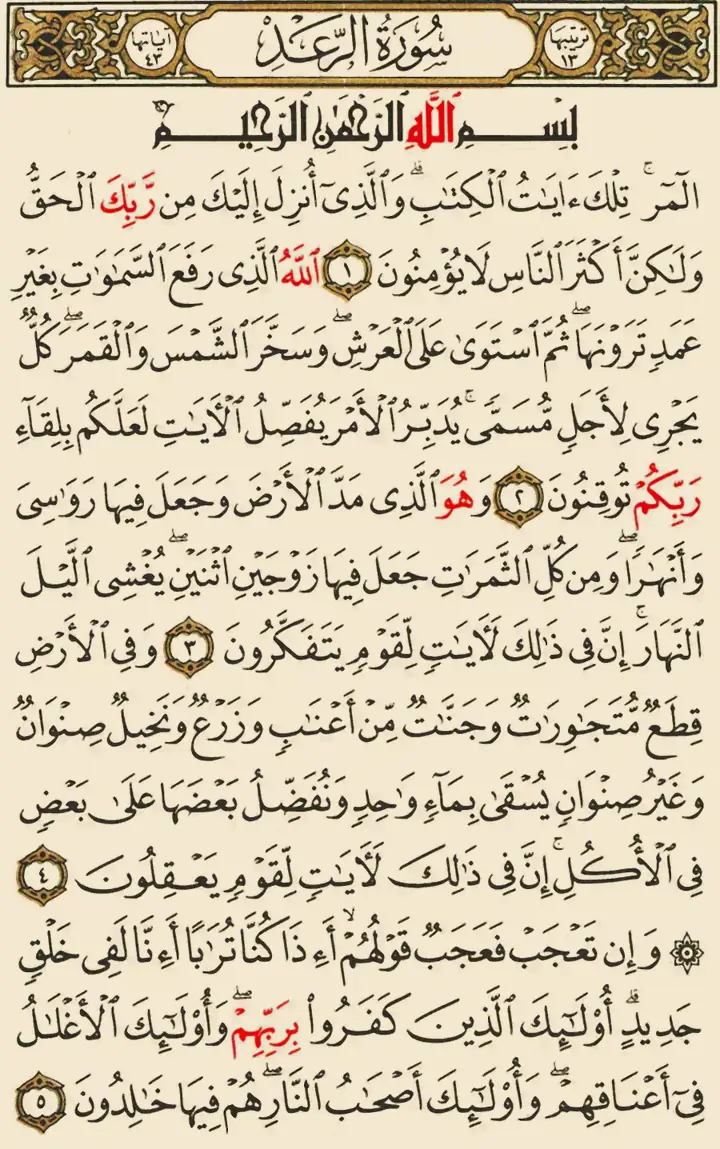 ترتيبها ١٣ سُورَةُ الرَّعْدِ آياتها ٤٣
بِسْمِ ٱللَّهِ ٱلرَّحْمَٰنِ ٱلرَّحِيمِ
الٓمٓر ۚ تِلْكَ ءَايَٰتُ ٱلْكِتَٰبِ ۗ وَٱلَّذِىٓ أُنزِلَ إِلَيْكَ مِن رَّبِّكَ ٱلْحَقُّ
وَلَٰكِنَّ أَكْثَرَ ٱلنَّاسِ لَا يُؤْمِنُونَ ١ ٱللَّهُ ٱلَّذِى رَفَعَ ٱلسَّمَٰوَٰتِ بِغَيْرِ
عَمَدٍ تَرَوْنَهَا ۖ ثُمَّ ٱسْتَوَىٰ عَلَى ٱلْعَرْشِ ۖ وَسَخَّرَ ٱلشَّمْسَ وَٱلْقَمَرَ ۖ كُلٌّ
يَجْرِى لِأَجَلٍ مُّسَمًّى ۚ يُدَبِّرُ ٱلْأَمْرَ يُفَصِّلُ ٱلْءَايَٰتِ لَعَلَّكُم بِلِقَآءِ
رَبِّكُمْ تُوقِنُونَ ٢ وَهُوَ ٱلَّذِى مَدَّ ٱلْأَرْضَ وَجَعَلَ فِيهَا رَوَٰسِىَ
وَأَنْهَٰرًا ۖ وَمِن كُلِّ ٱلثَّمَرَٰتِ جَعَلَ فِيهَا زَوْجَيْنِ ٱثْنَيْنِ ۖ يُغْشِى ٱلَّيْلَ
ٱلنَّهَارَ ۚ إِنَّ فِى ذَٰلِكَ لَءَايَٰتٍ لِّقَوْمٍ يَتَفَكَّرُونَ ٣ وَفِى ٱلْأَرْضِ
قِطَعٌ مُّتَجَٰوِرَٰتٌ وَجَنَّٰتٌ مِّنْ أَعْنَٰبٍ وَزَرْعٌ وَنَخِيلٌ صِنْوَانٌ
وَغَيْرُ صِنْوَانٍ يُسْقَىٰ بِمَآءٍ وَٰحِدٍ وَنُفَضِّلُ بَعْضَهَا عَلَىٰ بَعْضٍ
فِى ٱلْأُكُلِ ۚ إِنَّ فِى ذَٰلِكَ لَءَايَٰتٍ لِّقَوْمٍ يَعْقِلُونَ ٤
۞ وَإِن تَعْجَبْ فَعَجَبٌ قَوْلُهُمْ أَءِذَا كُنَّا تُرَٰبًا أَءِنَّا لَفِى خَلْقٍ
جَدِيدٍ ۗ أُو۟لَٰٓئِكَ ٱلَّذِينَ كَفَرُوا۟ بِرَبِّهِمْ ۖ وَأُو۟لَٰٓئِكَ ٱلْأَغْلَٰلُ
فِىٓ أَعْنَاقِهِمْ ۖ وَأُو۟لَٰٓئِكَ أَصْحَٰبُ ٱلنَّارِ ۖ هُمْ فِيهَا خَٰلِدُونَ ٥